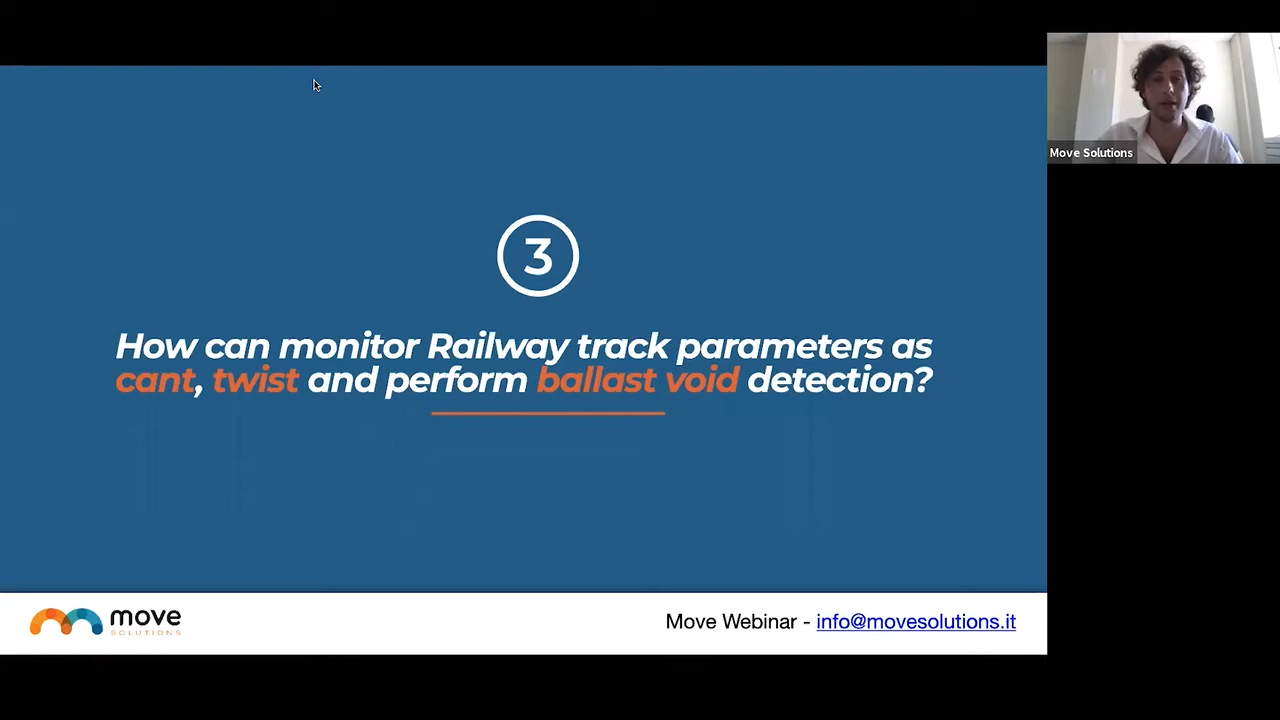 Move Solutions
3
How can monitor Railway track parameters as
cant, twist and perform ballast void detection?
move
SOLUTIONS
Move Webinar - info@movesolutions.it